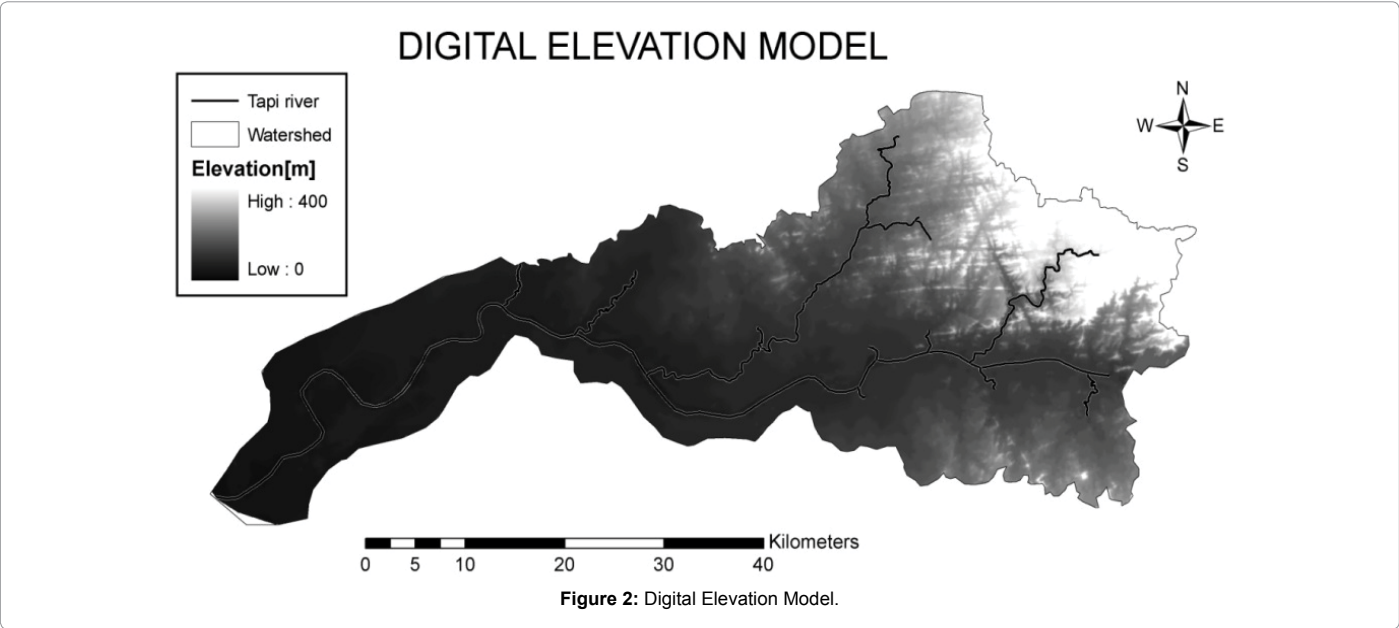 DIGITAL ELEVATION MODEL
Tapi river
Watershed
Elevation[m]
High : 400
Low : 0
N
W E
S
Kilometers
0 5 10 20 30 40
Figure 2: Digital Elevation Model.